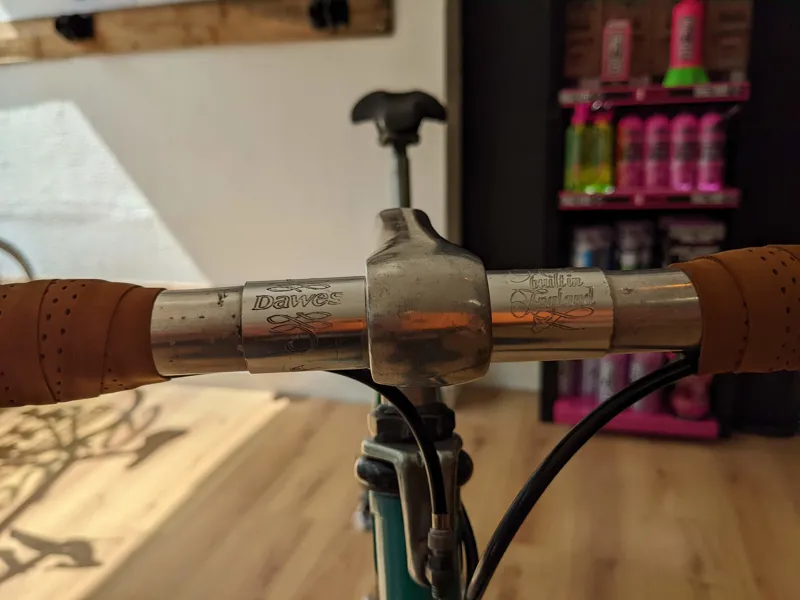 Dawes
Built in
England